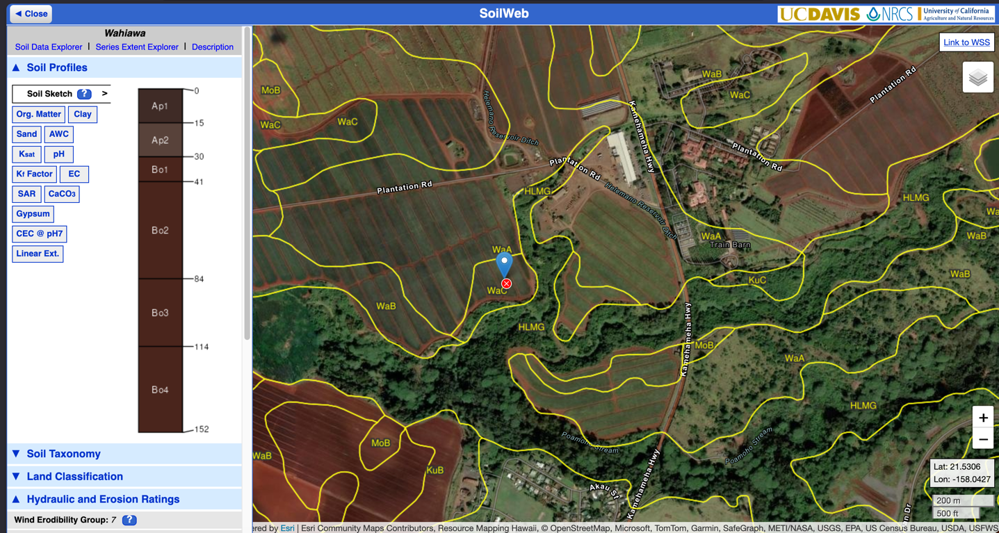 ◄ Close
SoilWeb
UCDAVIS
NRCS
University of California
Agriculture and Natural Resources
Wahiawa
Soil Data Explorer | Series Extent Explorer | Description
▲ Soil Profiles
Soil Sketch ? >
Org. Matter Clay
Sand AWC
Ksat pH
Kf Factor EC
SAR CaCO3
Gypsum
CEC @ pH7
Linear Ext.
0
Ap1
15
Ap2
30
Bo1
41
Bo2
84
Bo3
114
Bo4
152
▼ Soil Taxonomy
▼ Land Classification
▲ Hydraulic and Erosion Ratings
Wind Erodibility Group: 7 ?
Link to WSS
MoB
WaC
WaC
Helemano Reservoir Ditch
Kamehameha Hwy
WaB
WaC
Plantation Rd
Plantation Rd
Plantation Rd
Plantation Rd
HLMG
Helemano Reservoir Ditch
HLMG
Wa
WaB
WaA
Train Barn
WaA
WaC
WaB
KuC
WaB
HLMG
Kamehameha Hwy
MoB
WaA
HLMG
Poamoho Stream
Poamoho Stream
MoB
WaB
KuB
Akau St
Kamehameha Hwy
n Dr
+
−
Lat: 21.5306
Lon: -158.0427
200 m
500 ft
ered by Esri | Esri Community Maps Contributors, Resource Mapping Hawaii, © OpenStreetMap, Microsoft, TomTom, Garmin, SafeGraph, METI/NASA, USGS, EPA, US Census Bureau, USDA, USFWS